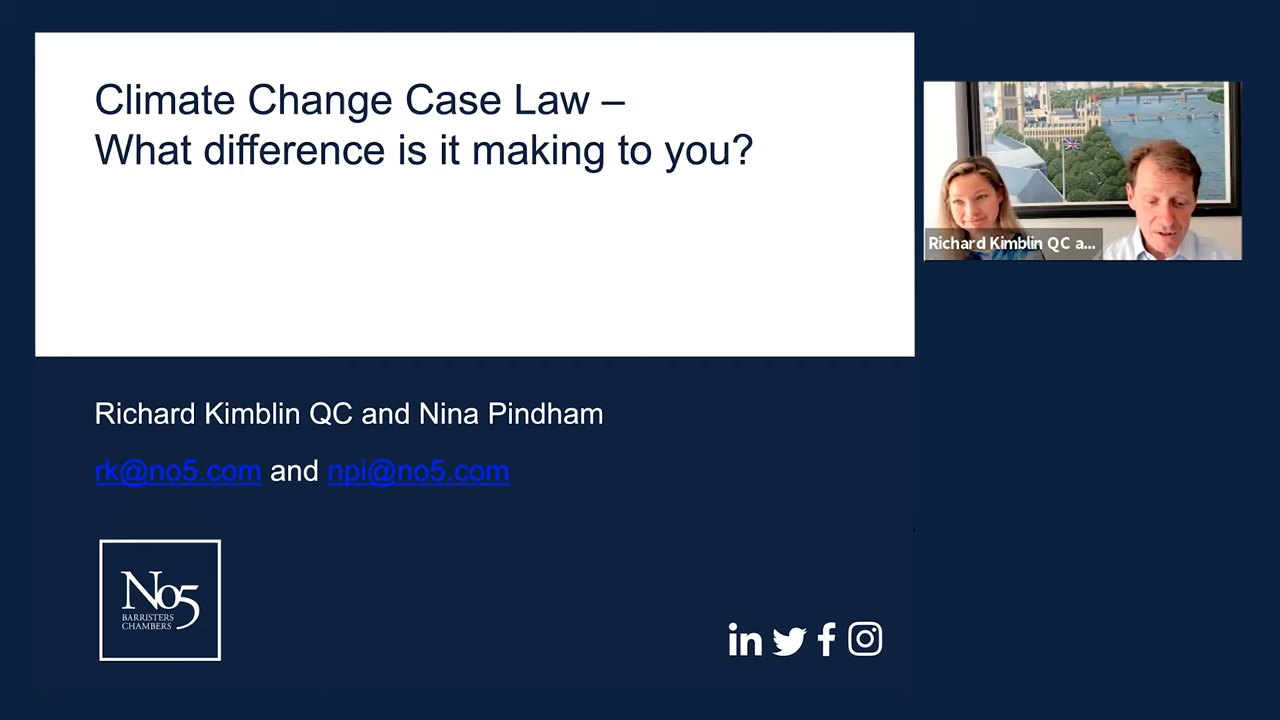 Climate Change Case Law –
What difference is it making to you?
Richard Kimblin QC a...
Richard Kimblin QC and Nina Pindham
rk@no5.com and npi@no5.com
No5
BARRISTERS
CHAMBERS